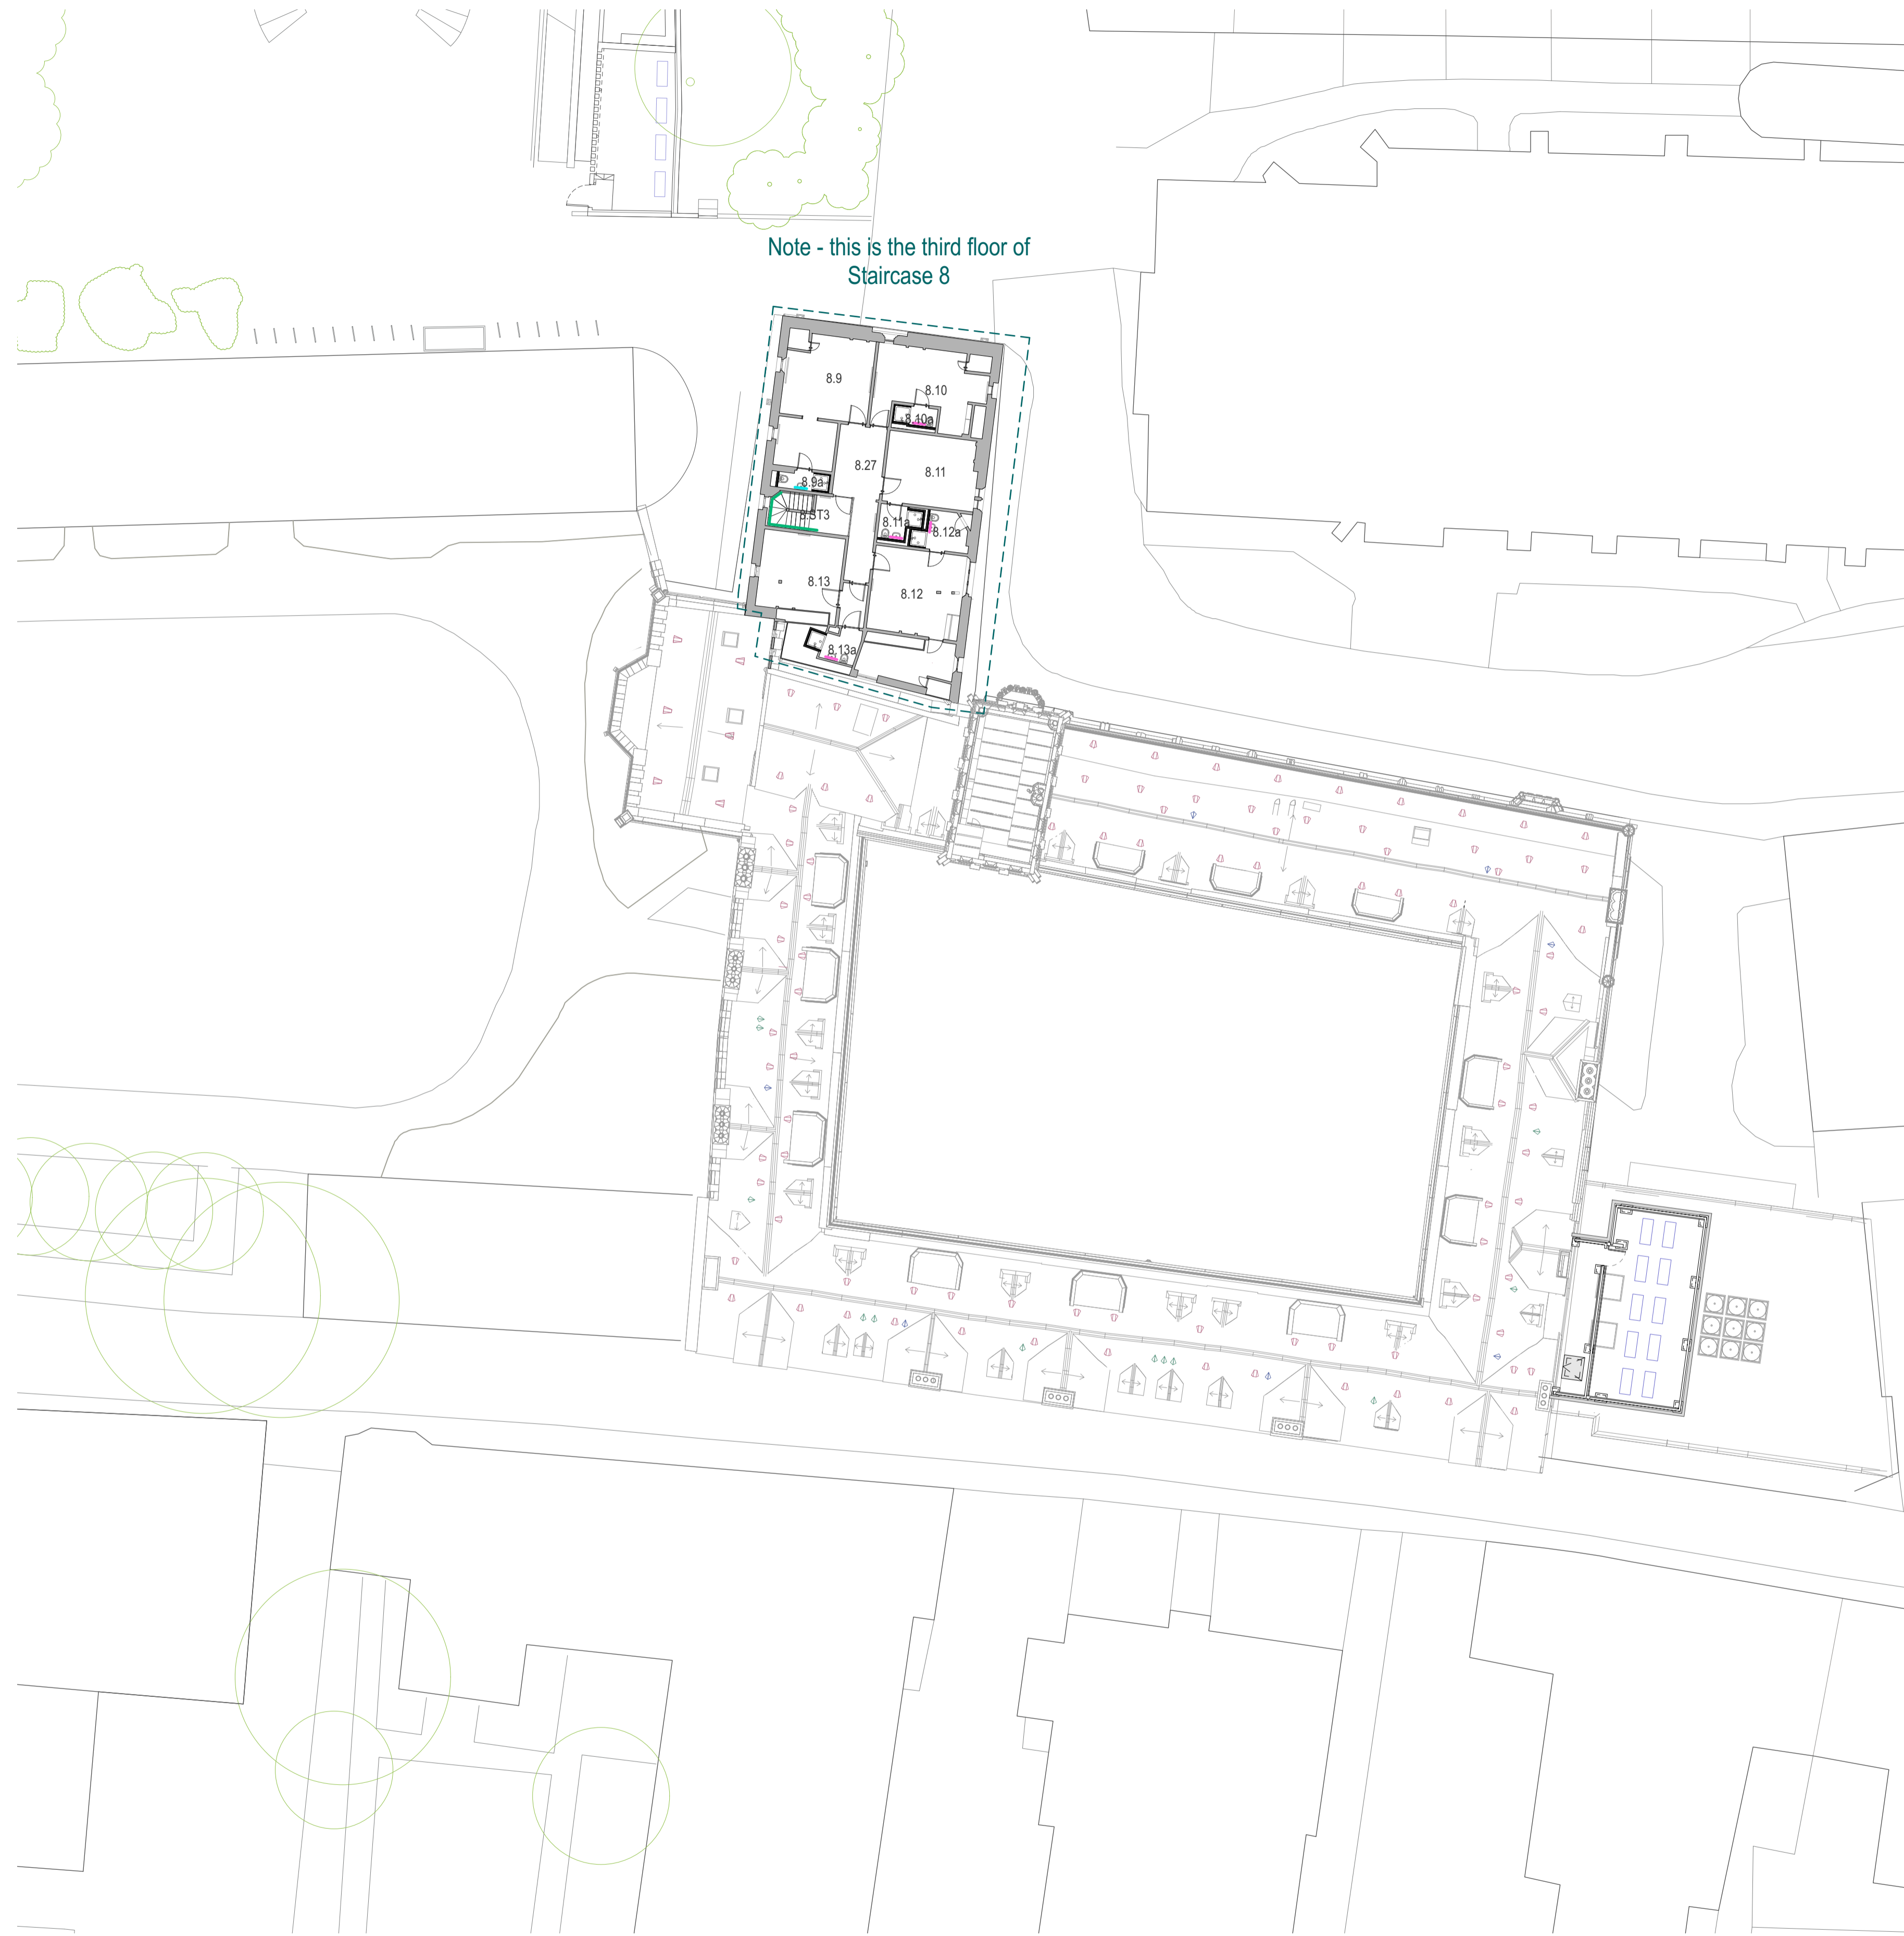 Note - this is the third floor of
Staircase 8
8.9
8.10
8.10a
8.27
8.11
8.9a
8.ST3
8.11a
8.12a
8.13
8.12
8.13a